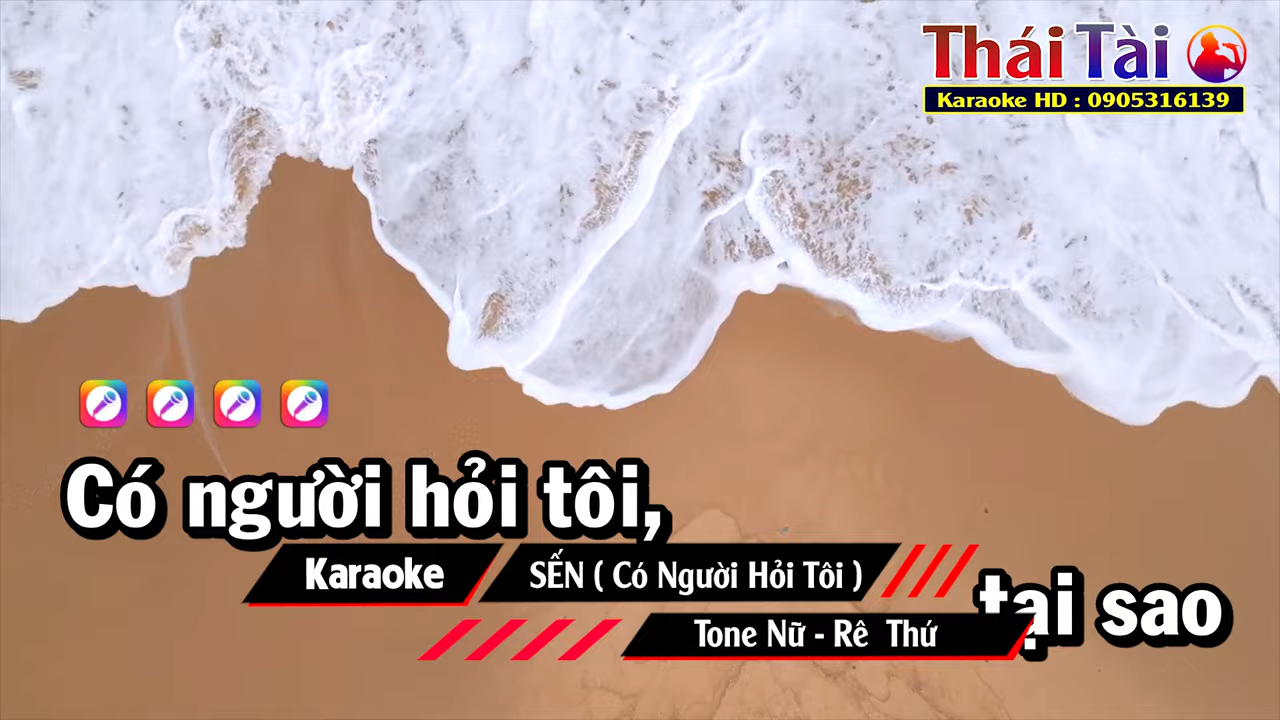 Thái Tài
Karaoke HD : 0905316139
Có người hỏi tôi,
Karaoke
SẾN ( Có Người Hỏi Tôi )
tại sao
Tone Nữ - Rê Thứ